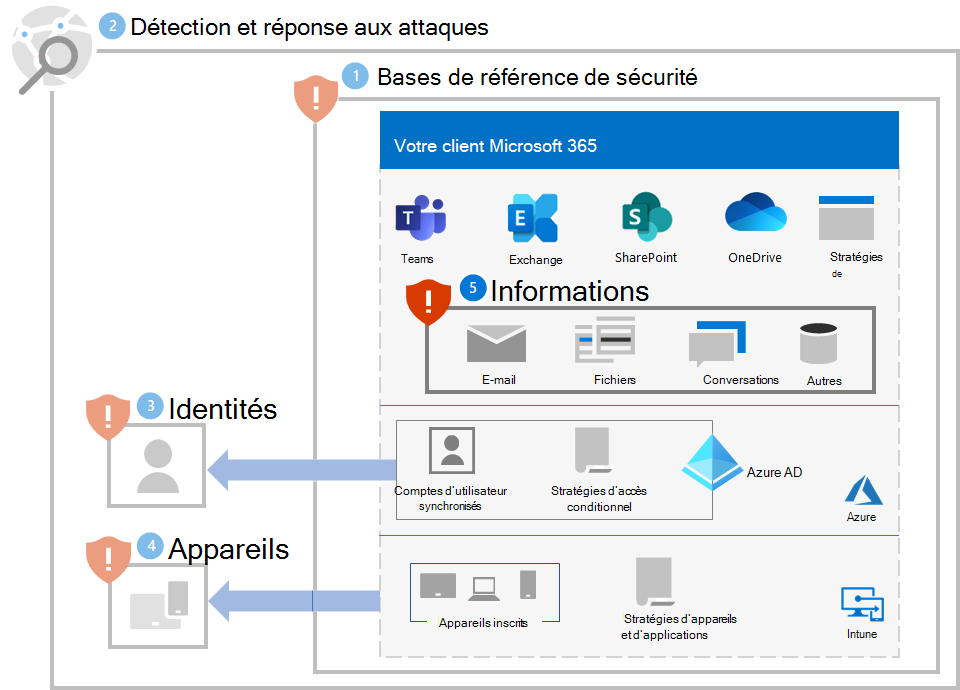 2 Détection et réponse aux attaques
1 Bases de référence de sécurité
!
Votre client Microsoft 365
T
E
S
Teams
Exchange
SharePoint
OneDrive
Stratégies
de
!
5 Informations
E-mail
Fichiers
Conversations
Autres
!
3 Identités
Comptes d'utilisateur
synchronisés
Stratégies d'accès
conditionnel
Azure AD
Azure
!
4 Appareils
Appareils inscrits
Stratégies d'appareils
et d'applications
Intune